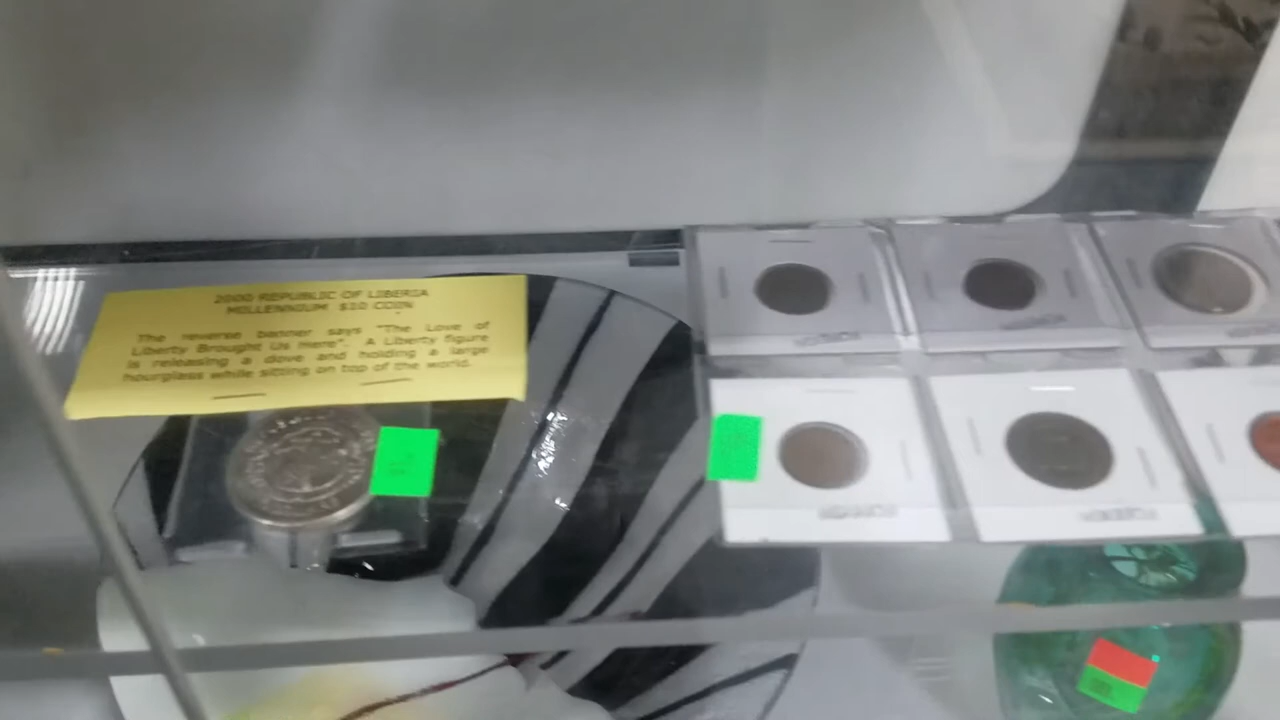 2000 REPUBLIC OF LIBERIA
MILLENNIUM $10 COIN
The reverse banner says "The Love of
Liberty Brought Us Here". A Liberty figure
is releasing a dove and holding a large
hourglass while sitting on top of the world.